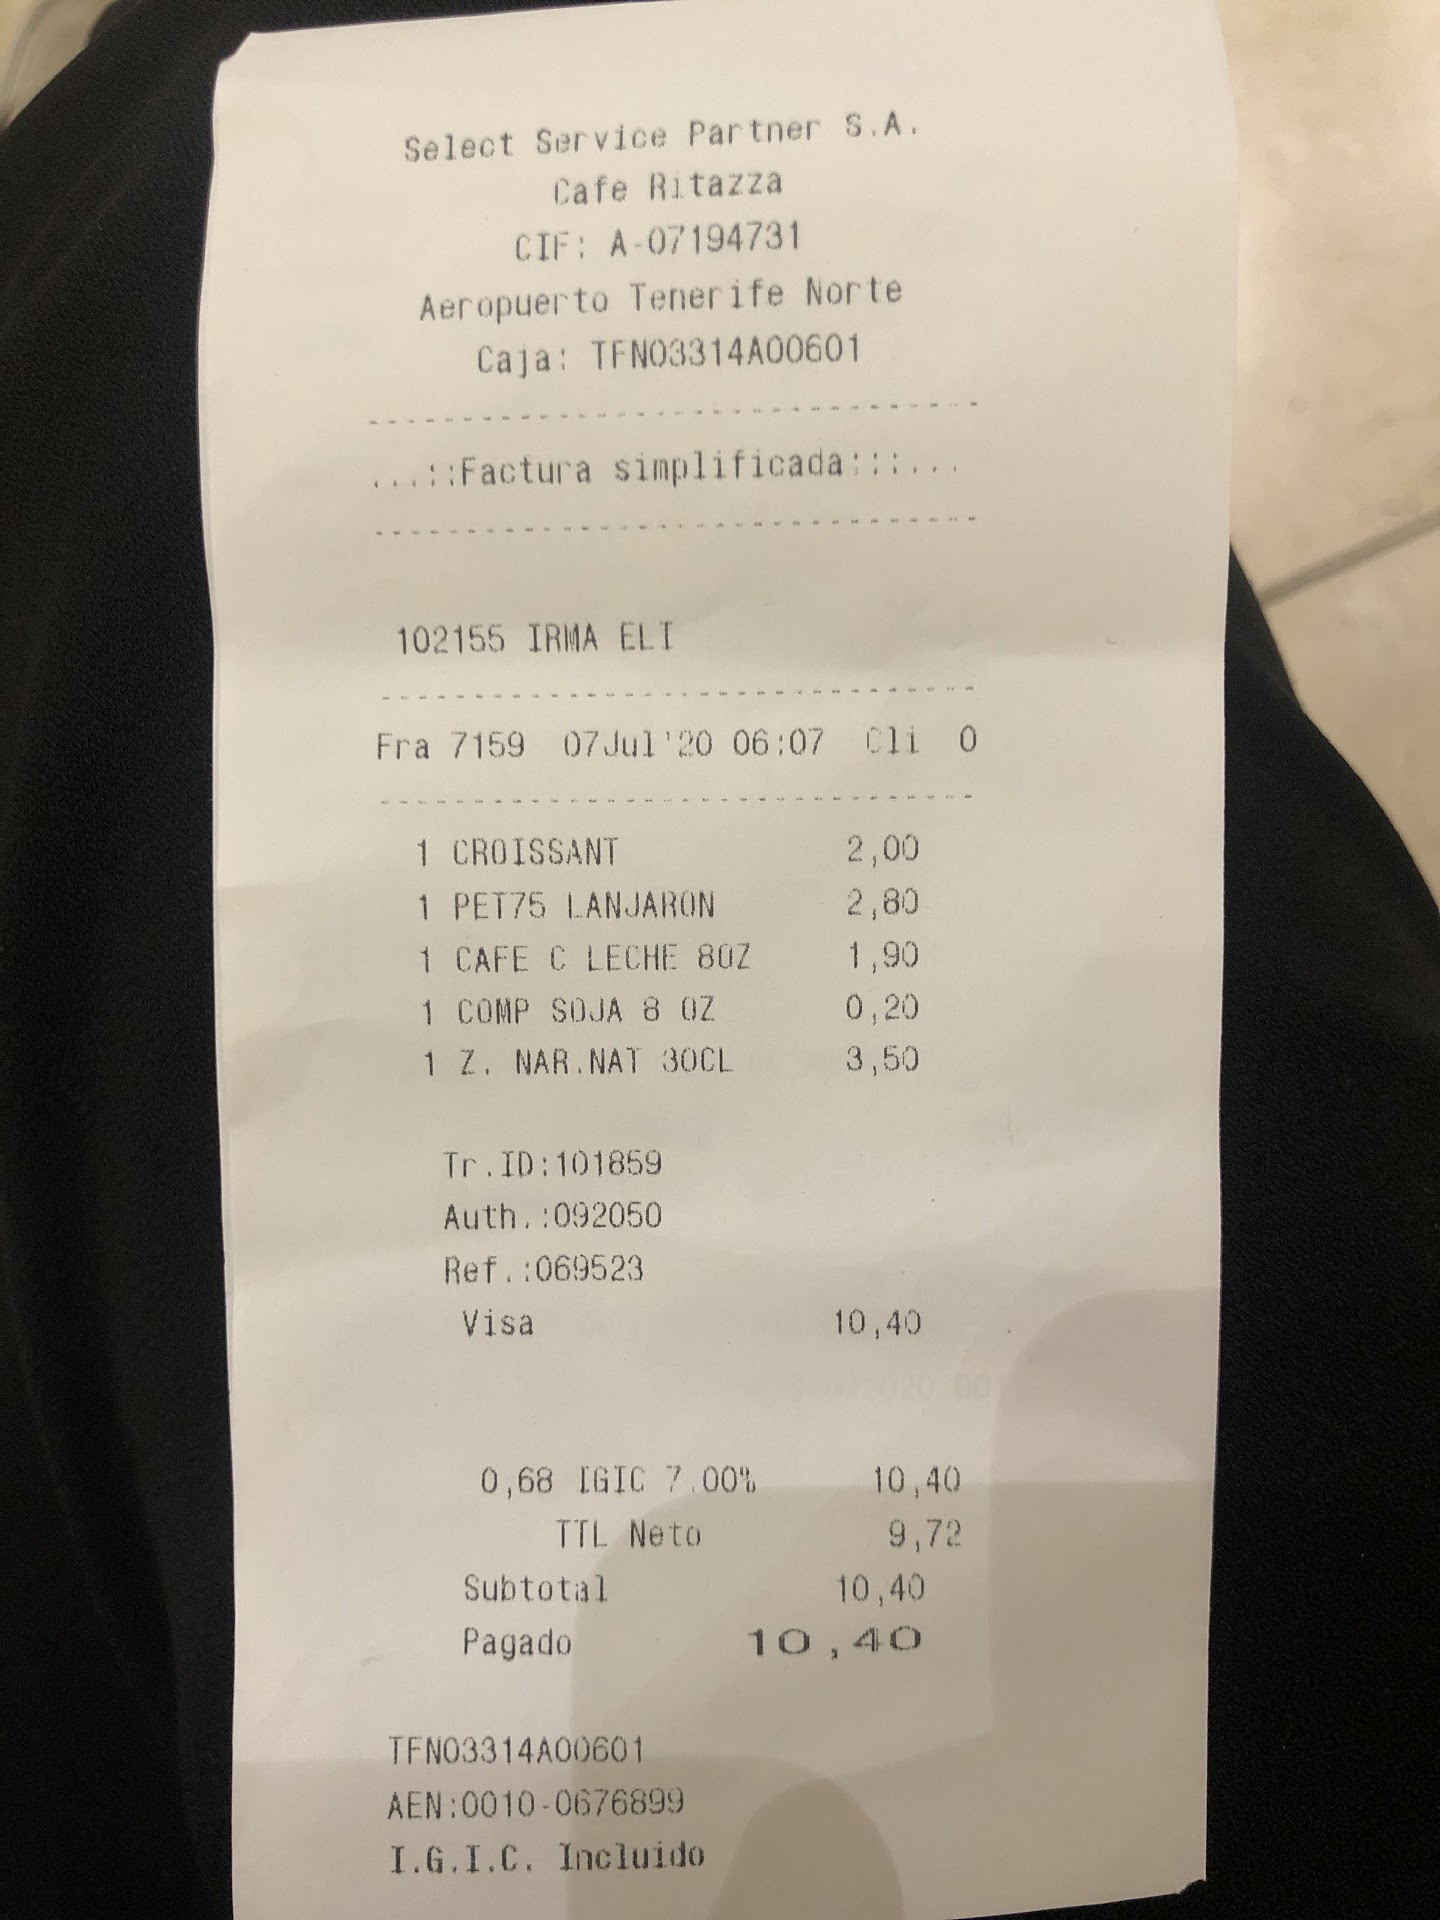 Select Service Partner S.A.
Cafe Ritazza
CIF: A-07194731
Aeropuerto Tenerife Norte
Caja: TFN03314A00601
--------------------------------
...::Factura simplificada:::...
--------------------------------
102155 IRMA ELI
--------------------------------
Fra 7159 07Jul'20 06:07 Cli 0
--------------------------------
1 CROISSANT 2,00
1 PET75 LANJARON 2,80
1 CAFE C LECHE 8OZ 1,90
1 COMP SOJA 8 OZ 0,20
1 Z. NAR.NAT 30CL 3,50
Tr.ID:101859
Auth.:092050
Ref.:069523
Visa 10,40
0,68 IGIC 7.00% 10,40
TTL Neto 9,72
Subtotal 10,40
Pagado 10,40
TFN03314A00601
AEN:0010-0676899
I.G.I.C. Incluido